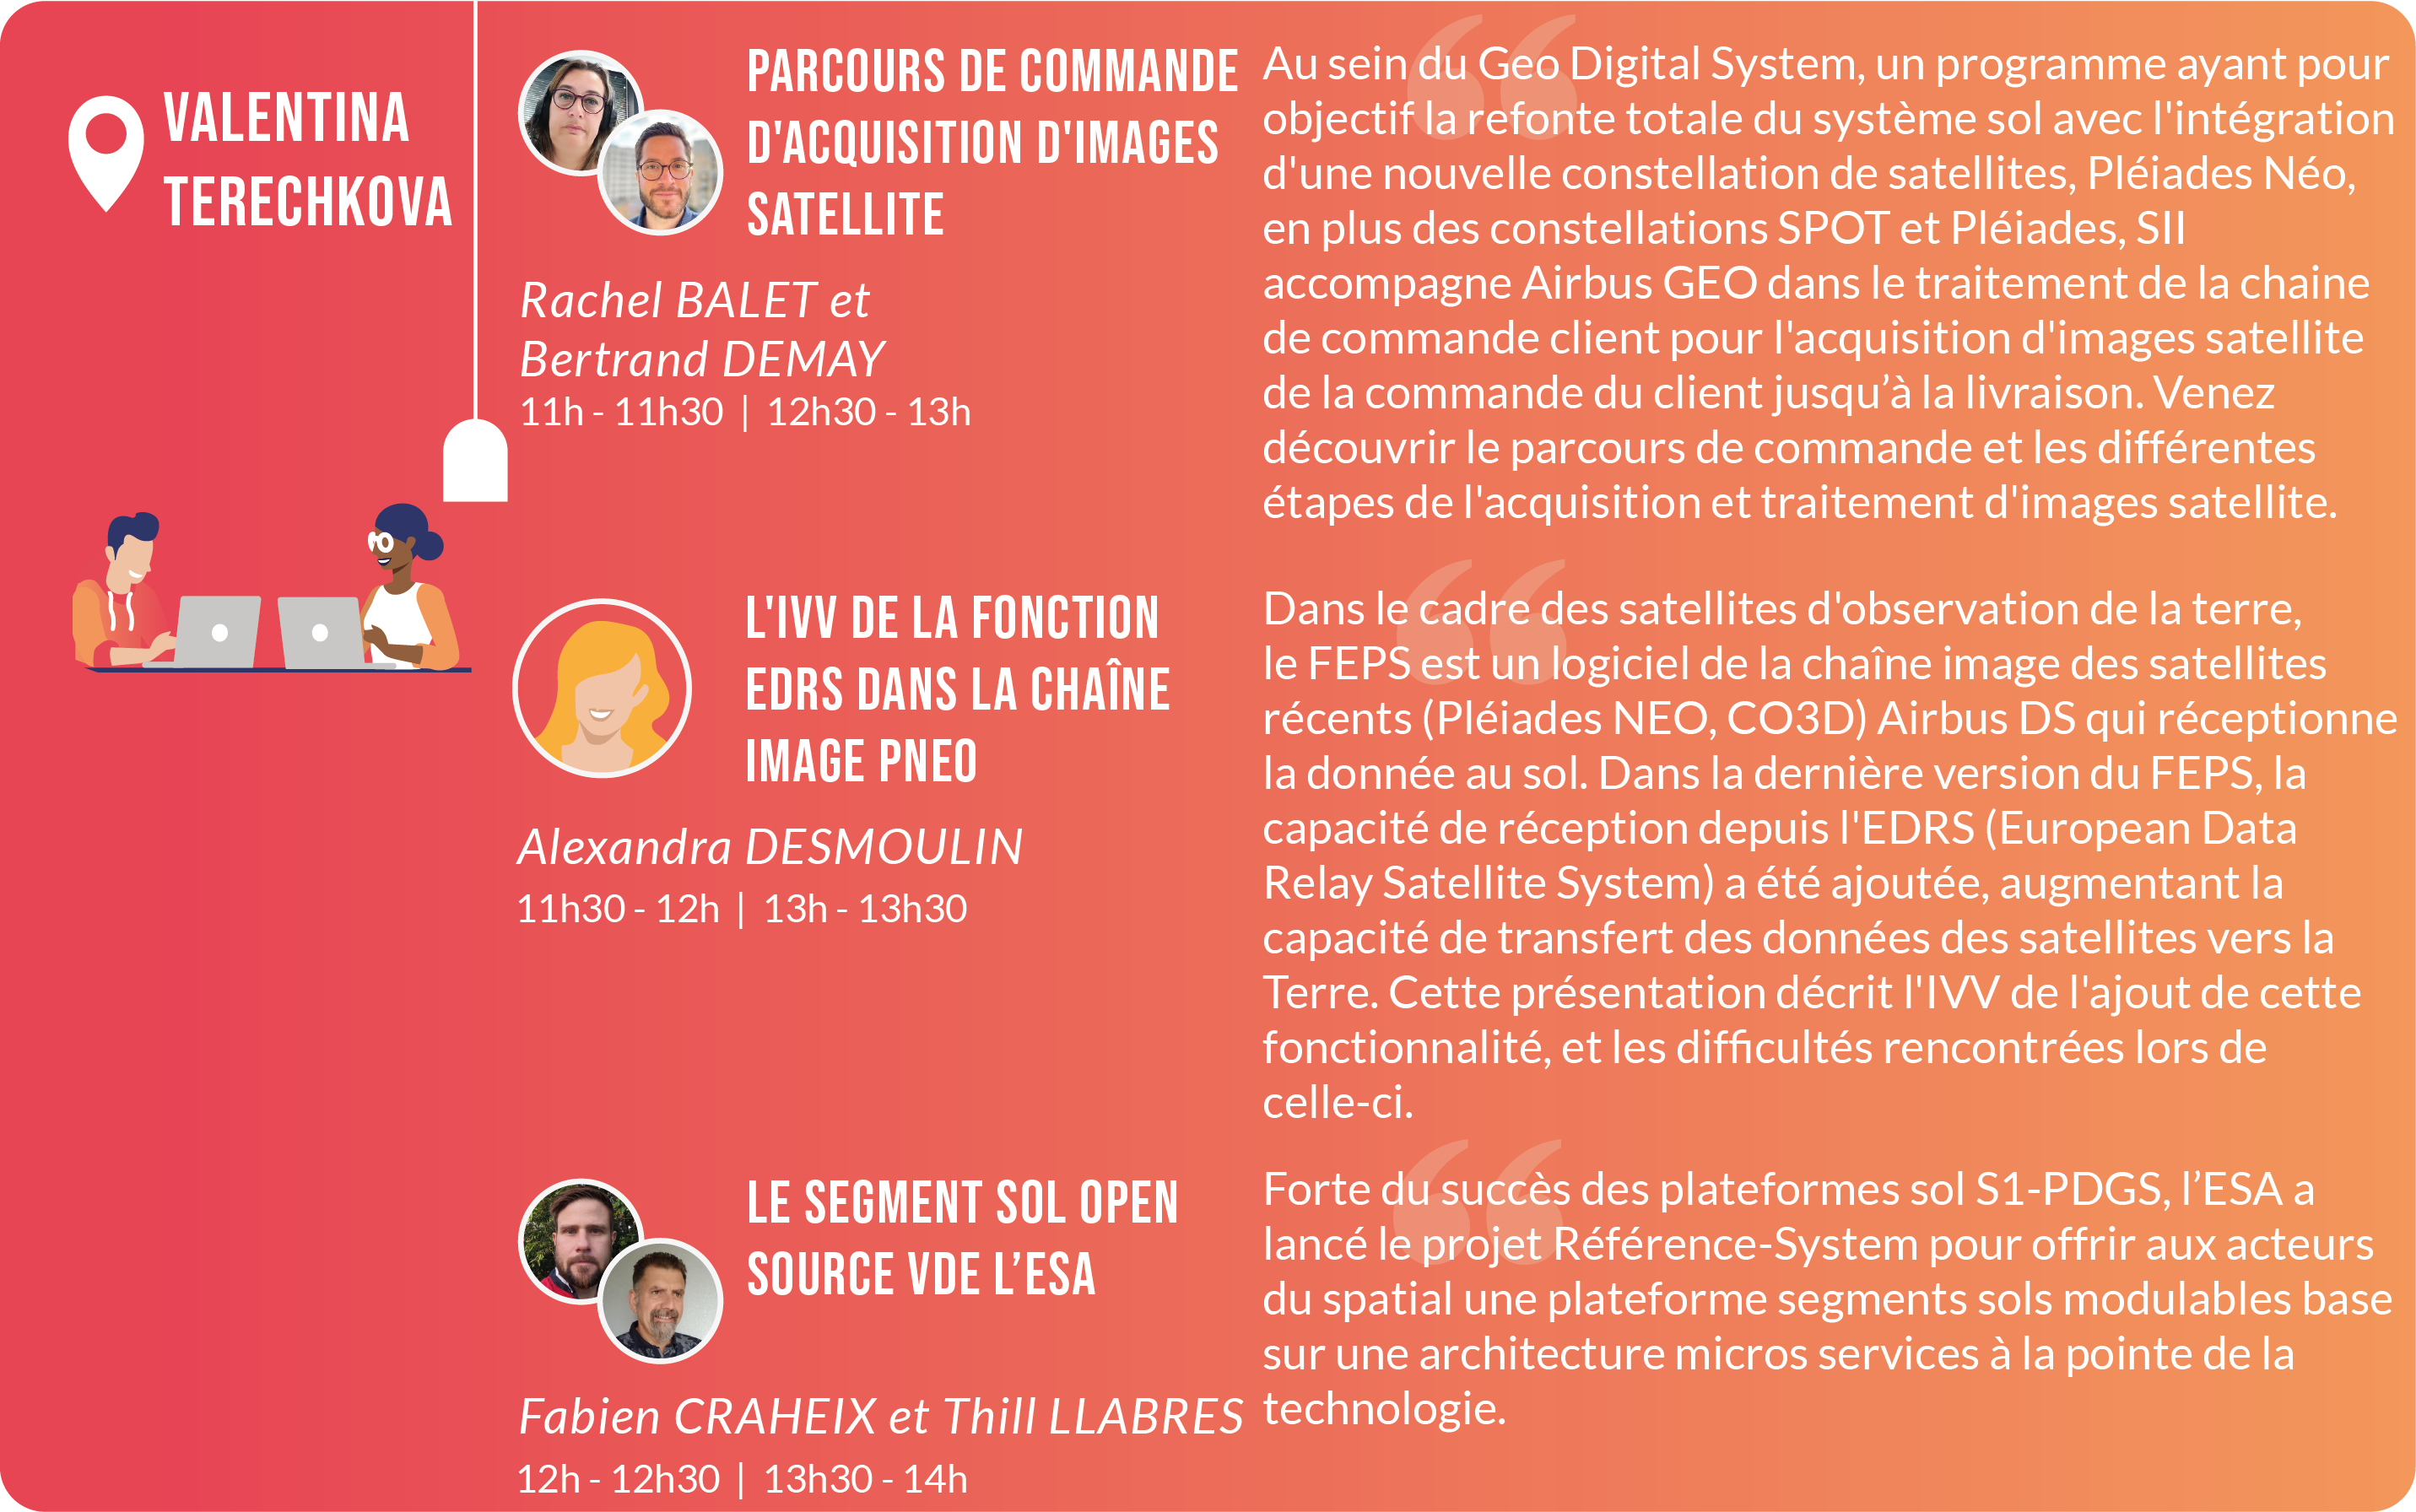 VALENTINA
TERECHKOVA
PARCOURS DE COMMANDE
D'ACQUISITION D'IMAGES
SATELLITE
Rachel BALET et
Bertrand DEMAY
11h - 11h30 | 12h30 - 13h
Au sein du Geo Digital System, un programme ayant pour
objectif la refonte totale du système sol avec l'intégration
d'une nouvelle constellation de satellites, Pléiades Néo,
en plus des constellations SPOT et Pléiades, SII
accompagne Airbus GEO dans le traitement de la chaine
de commande client pour l'acquisition d'images satellite
de la commande du client jusqu’à la livraison. Venez
découvrir le parcours de commande et les différentes
étapes de l'acquisition et traitement d'images satellite.
L'IVV DE LA FONCTION
EDRS DANS LA CHAÎNE
IMAGE PNEO
Alexandra DESMOULIN
11h30 - 12h | 13h - 13h30
Dans le cadre des satellites d'observation de la terre,
le FEPS est un logiciel de la chaîne image des satellites
récents (Pléiades NEO, CO3D) Airbus DS qui réceptionne
la donnée au sol. Dans la dernière version du FEPS, la
capacité de réception depuis l'EDRS (European Data
Relay Satellite System) a été ajoutée, augmentant la
capacité de transfert des données des satellites vers la
Terre. Cette présentation décrit l'IVV de l'ajout de cette
fonctionnalité, et les difficultés rencontrées lors de
celle-ci.
LE SEGMENT SOL OPEN
SOURCE VDE L’ESA
Fabien CRAHEIX et Thill LLABRES
12h - 12h30 | 13h30 - 14h
Forte du succès des plateformes sol S1-PDGS, l’ESA a
lancé le projet Référence-System pour offrir aux acteurs
du spatial une plateforme segments sols modulables base
sur une architecture micros services à la pointe de la
technologie.